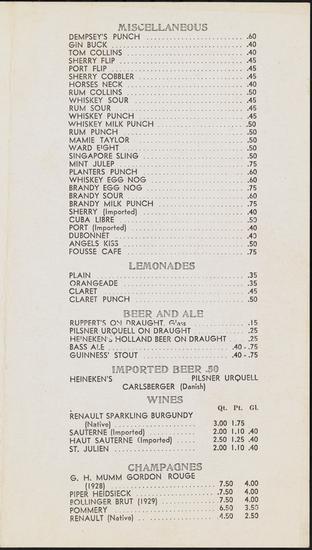 MISCELLANEOUS
DEMPSEY'S PUNCH .60
GIN BUCK .40
TOM COLLINS .40
SHERRY FLIP .45
PORT FLIP .45
SHERRY COBBLER .45
HORSES NECK .40
RUM COLLINS .50
WHISKEY SOUR .45
RUM SOUR .45
WHISKEY PUNCH .45
WHISKEY MILK PUNCH .50
RUM PUNCH .50
MAMIE TAYLOR .50
WARD EIGHT .50
SINGAPORE SLING .50
MINT JULEP .75
PLANTERS PUNCH .60
WHISKEY EGG NOG .60
BRANDY EGG NOG .75
BRANDY SOUR .60
BRANDY MILK PUNCH .75
SHERRY (Imported) .40
CUBA LIBRE .50
PORT (Imported) .40
DUBONNET .40
ANGELS KISS .50
FOUSSE CAFE .75
LEMONADES
PLAIN .35
ORANGEADE .35
CLARET .45
CLARET PUNCH .50
BEER AND ALE
RUPPERT'S ON DRAUGHT, Glass .15
PILSNER URQUELL ON DRAUGHT .25
HEINEKEN'S HOLLAND BEER ON DRAUGHT .25
BASS ALE .40 - .75
GUINNESS' STOUT .40 - .75
IMPORTED BEER .50
HEINEKEN'S PILSNER URQUELL
CARLSBERGER (Danish)
WINES
Qt. Pt. Gl.
RENAULT SPARKLING BURGUNDY
(Native) 3.00 1.75
SAUTERNE (Imported) 2.00 1.10 .40
HAUT SAUTERNE (Imported) 2.50 1.25 .40
ST. JULIEN 2.00 1.10 .40
CHAMPAGNES
G. H. MUMM GORDON ROUGE
(1928) 7.50 4.00
PIPER HEIDSIECK 7.50 4.00
BOLLINGER BRUT (1929) 7.50 4.00
POMMERY 6.50 3.50
RENAULT (Native) 4.50 2.50